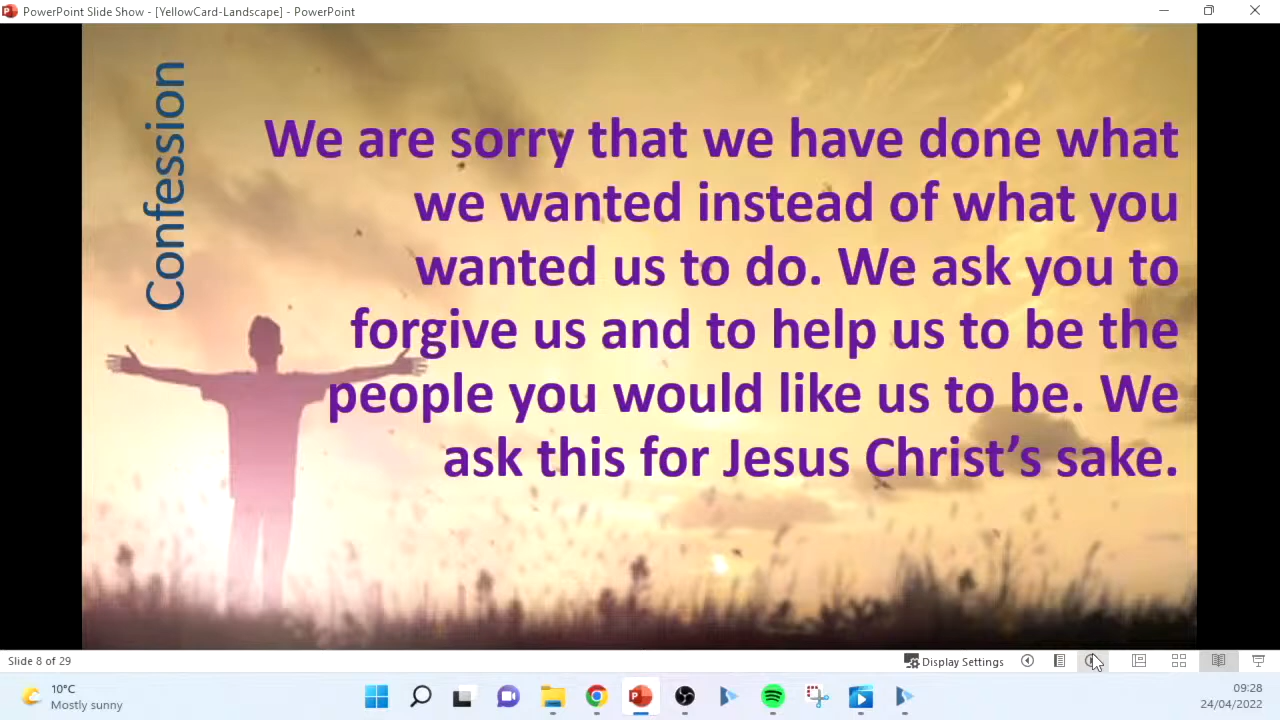 PowerPoint Slide Show - [YellowCard-Landscape] - PowerPoint
Confession
We are sorry that we have done what
we wanted instead of what you
wanted us to do. We ask you to
forgive us and to help us to be the
people you would like us to be. We
ask this for Jesus Christ’s sake.
Slide 8 of 29
Display Settings
10°C
Mostly sunny
09:28
24/04/2022